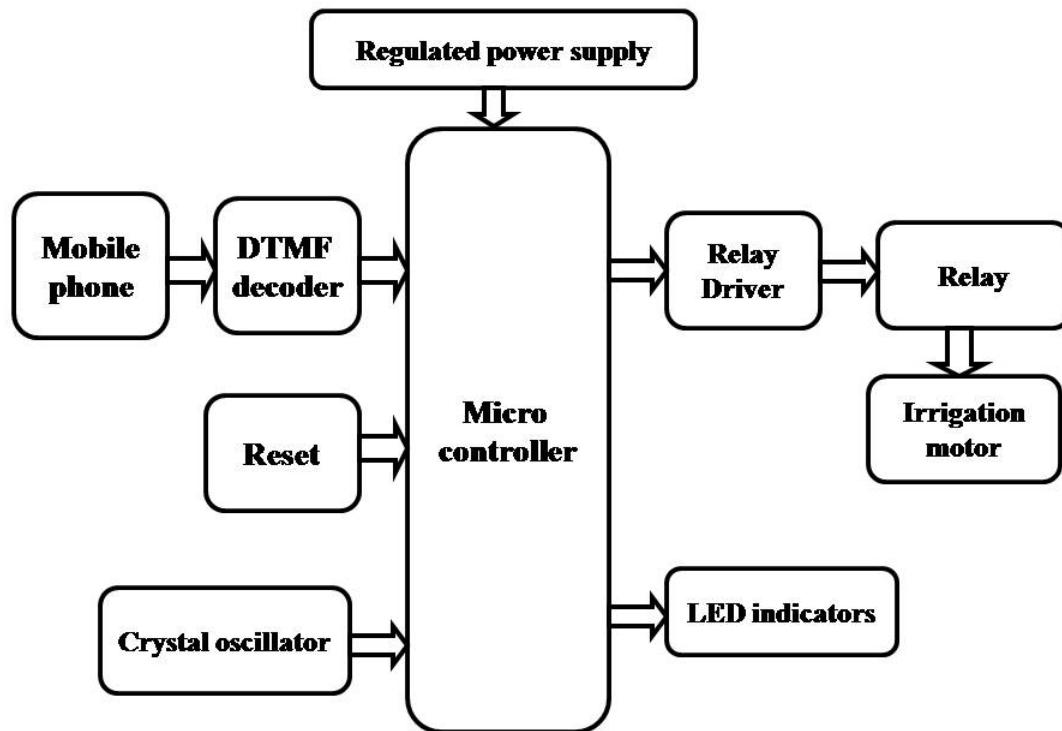 Regulated power supply
Mobile
phone
DTMF
decoder
Relay
Driver
Relay
Micro
controller
Irrigation
motor
Reset
Crystal oscillator
LED indicators